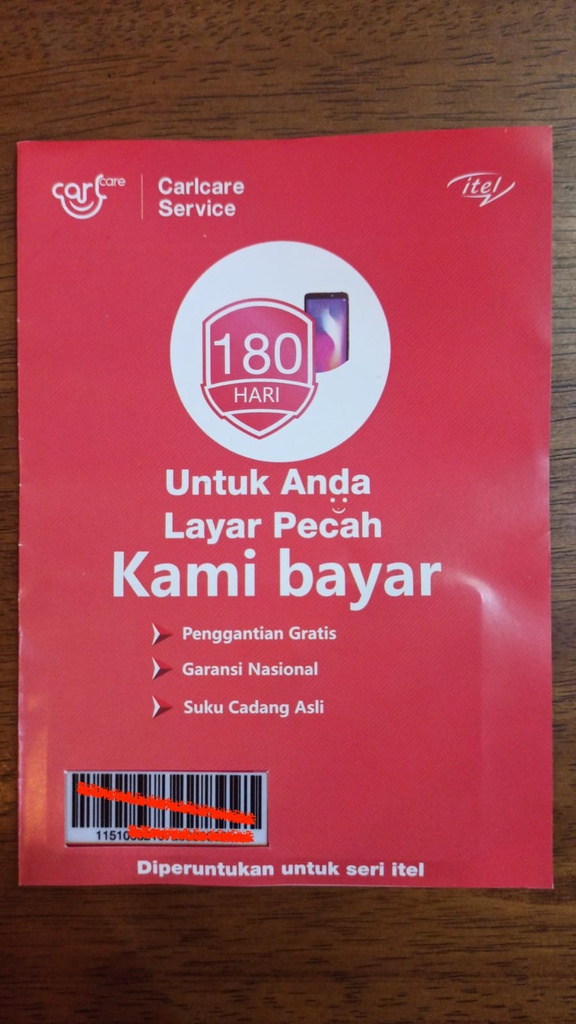 carlcare
Carlcare
Service
itel
180
HARI
Untuk Anda
Layar Pecah
Kami bayar
Penggantian Gratis
Garansi Nasional
Suku Cadang Asli
Diperuntukan untuk seri itel